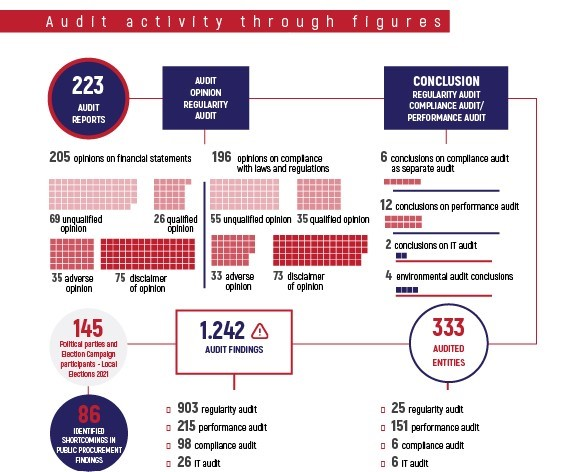 Audit activity through figures
223
AUDIT
REPORTS
AUDIT
OPINION
REGULARITY
AUDIT
CONCLUSION
REGULARITY AUDIT
COMPLIANCE AUDIT/
PERFORMANCE AUDIT
205 opinions on financial statements
69 unqualified
opinion
26 qualified
opinion
35 adverse
opinion
75 disclaimer
of opinion
196 opinions on compliance
with laws and regulations
55 unqualified opinion
35 qualified opinion
33 adverse
opinion
73 disclaimer
of opinion
6 conclusions on compliance audit
as separate audit
12 conclusions on performance audit
2 conclusions on IT audit
4 environmental audit conclusions
145
Political parties and
Election Campaign
participants - Local
Elections 2021
1.242
AUDIT FINDINGS
333
AUDITED
ENTITIES
86
IDENTIFIED
SHORTCOMINGS IN
PUBLIC PROCUREMENT
FINDINGS
903 regularity audit
215 performance audit
98 compliance audit
26 IT audit
25 regularity audit
151 performance audit
6 compliance audit
6 IT audit